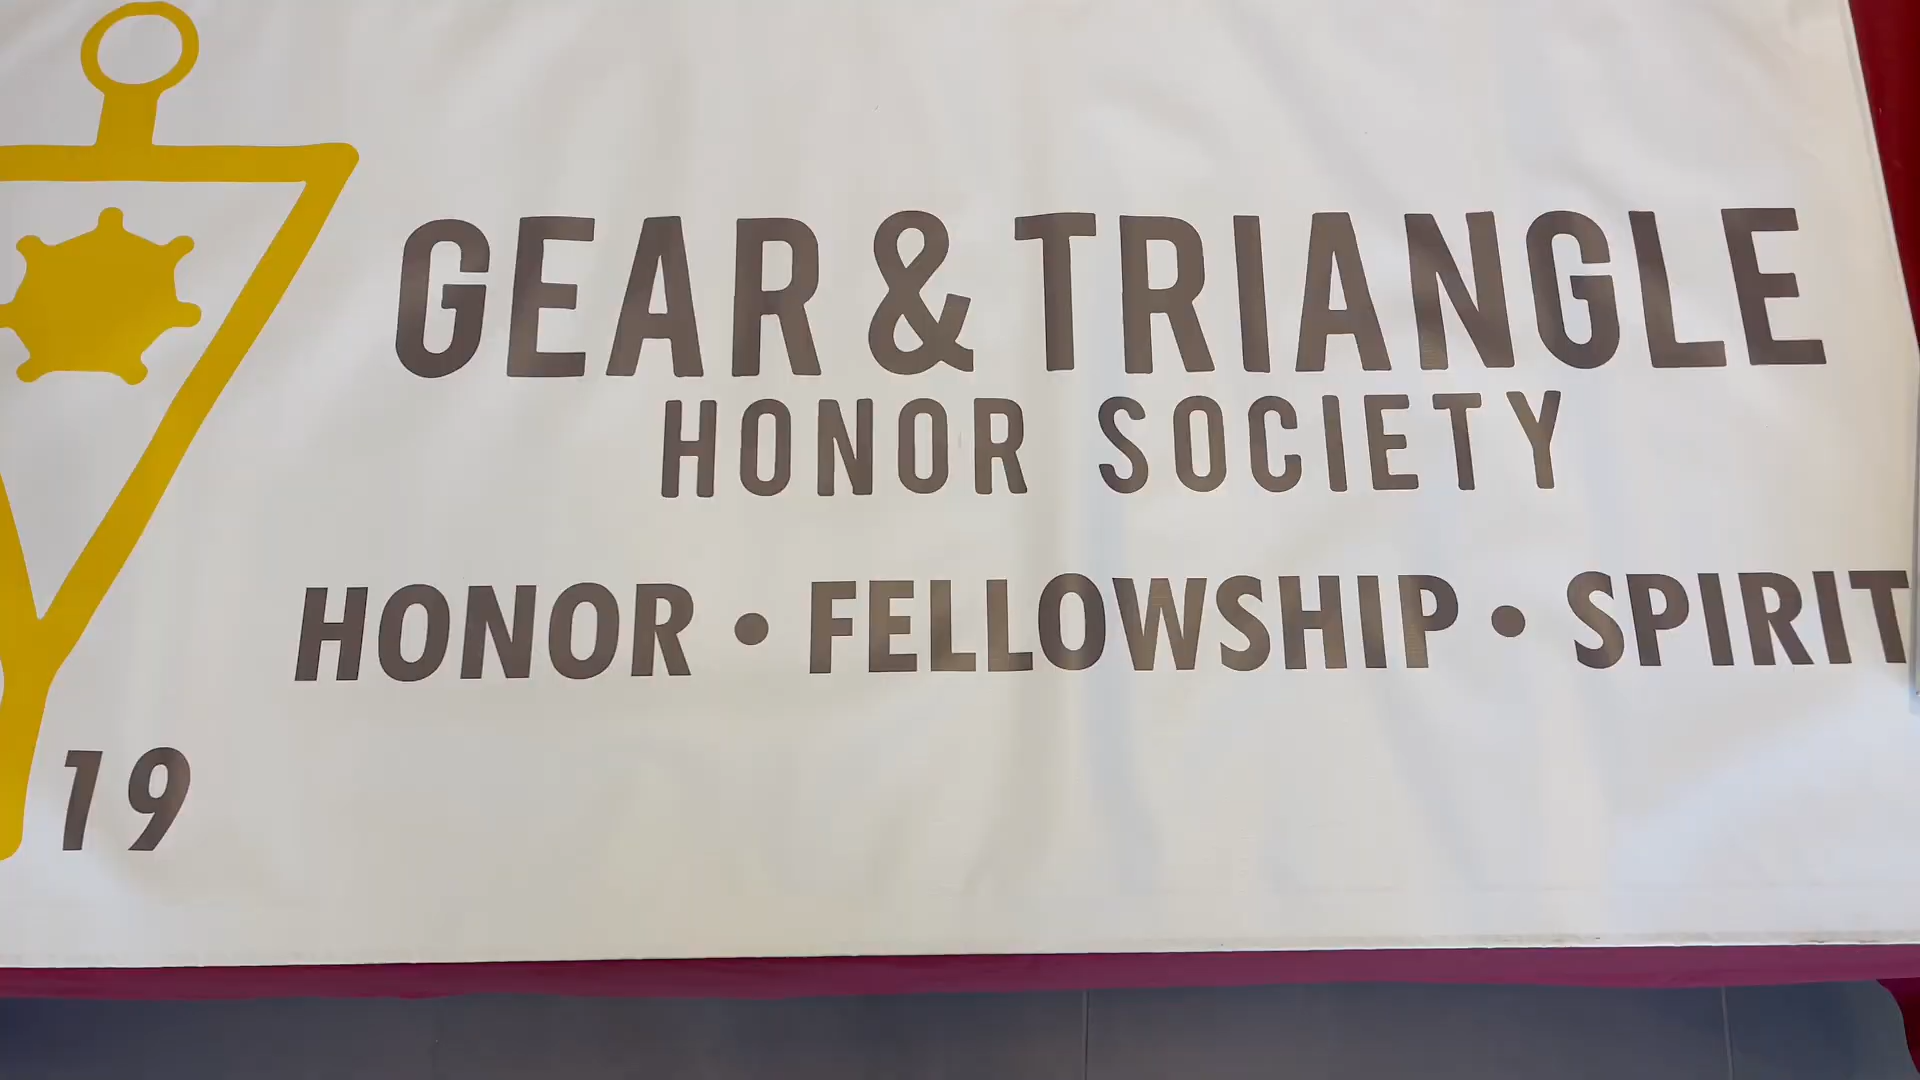 GEAR & TRIANGLE
HONOR SOCIETY
HONOR • FELLOWSHIP • SPIRIT
19